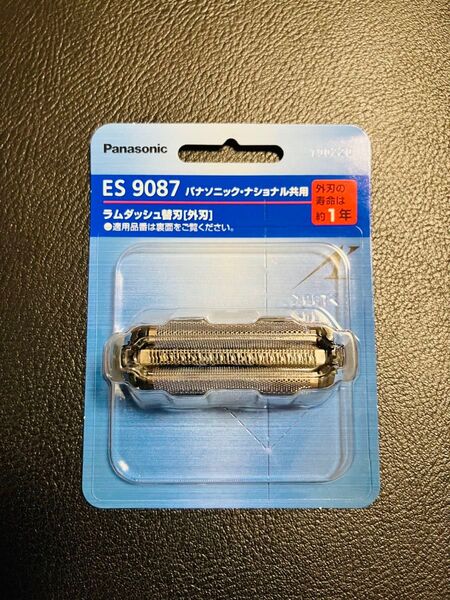 Panasonic
ES 9087 パナソニック・ナショナル共用
ラムダッシュ替刃[外刃]
●適用品番は裏面をご覧ください。
外刃の
寿命は
約1年